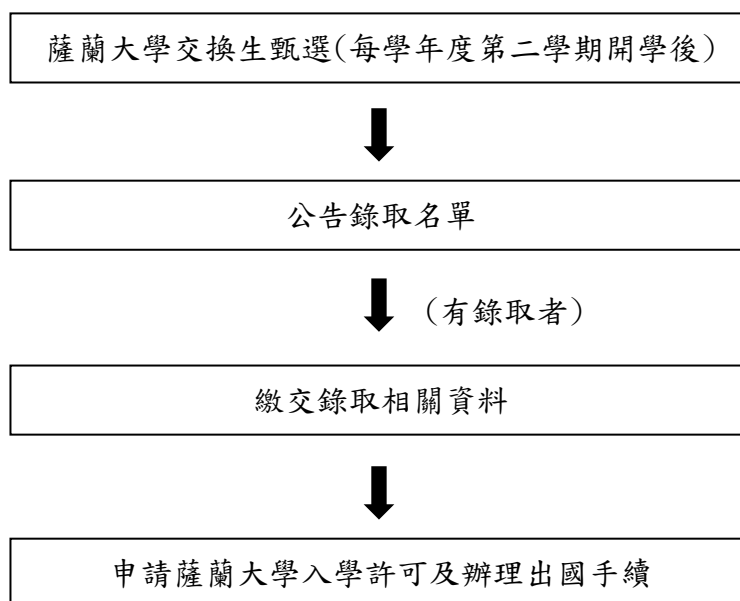 薩蘭大學交換生甄選(每學年度第二學期開學後)
公告錄取名單
(有錄取者)
繳交錄取相關資料
申請薩蘭大學入學許可及辦理出國手續